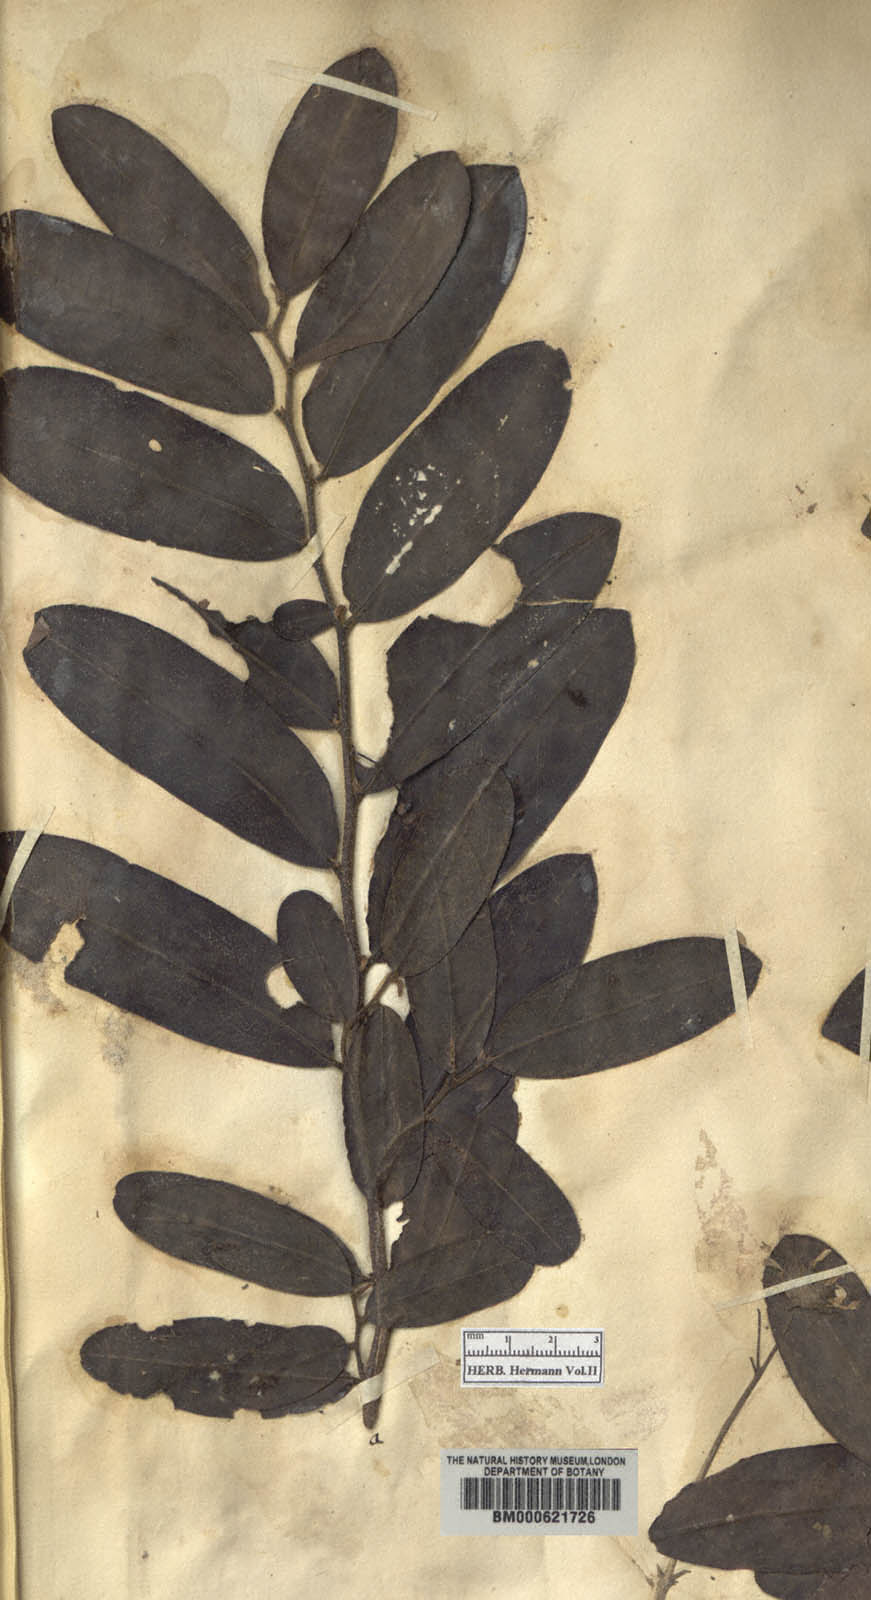 mm 1 2 3
HERB. Hermann Vol.II
a
THE NATURAL HISTORY MUSEUM,LONDON
DEPARTMENT OF BOTANY
BM000621726